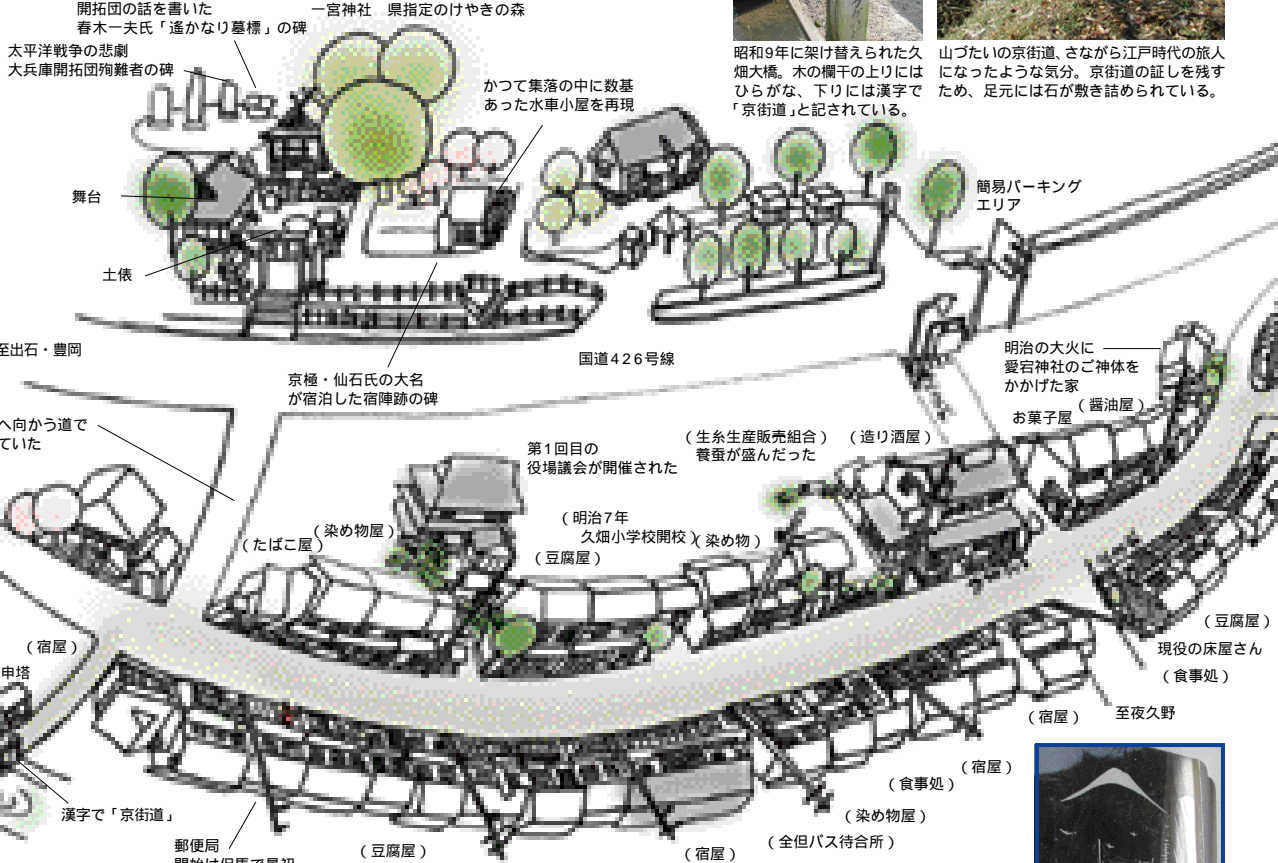 開拓団の話を書いた
春木一夫氏「遙かなり墓標」の碑
一宮神社　県指定のけやきの森
太平洋戦争の悲劇
大兵庫開拓団殉難者の碑
かつて集落の中に数基
あった水車小屋を再現
昭和9年に架け替えられた久
畑大橋。木の欄干の上りには
ひらがな、下りには漢字で
「京街道」と記されている。
山づたいの京街道、さながら江戸時代の旅人
になったような気分。京街道の証しを残す
ため、足元には石が敷き詰められている。
舞台
土俵
簡易パーキング
エリア
至出石・豊岡
国道426号線
京極・仙石氏の大名
が宿泊した宿陣跡の碑
明治の大火に
愛宕神社のご神体を
かかげた家
（醤油屋）
お菓子屋
へ向かう道で
ていた
第1回目の
役場議会が開催された
（生糸生産販売組合）
養蚕が盛んだった
（造り酒屋）
（たばこ屋）
（染め物屋）
（明治7年
久畑小学校開校）
（染め物）
（豆腐屋）
（宿屋）
申塔
（豆腐屋）
現役の床屋さん
（食事処）
至夜久野
（宿屋）
（宿屋）
（食事処）
（染め物屋）
（全但バス待合所）
（宿屋）
（豆腐屋）
漢字で「京街道」
郵便局
開始は但馬で最初